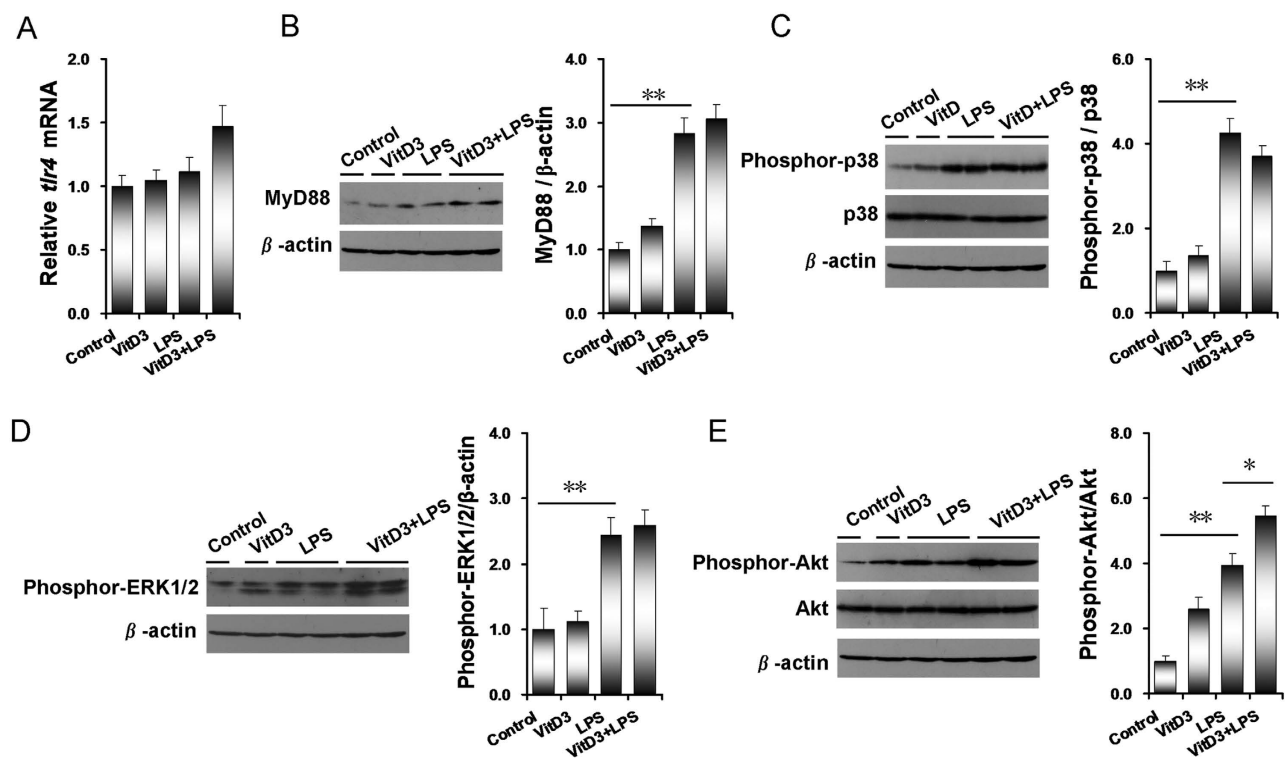 A
Relative tlr4 mRNA
2.0
1.5
1.0
0.5
0.0
Control
VitD3
LPS
VitD3+LPS
B
Control
VitD3
LPS
VitD3+LPS
MyD88
β-actin
MyD88 / β-actin
4.0
3.0
2.0
1.0
0.0
**
Control
VitD3
LPS
VitD3+LPS
C
Control
VitD
LPS
VitD+LPS
Phosphor-p38
p38
β-actin
Phosphor-p38 / p38
6.0
4.0
2.0
0.0
**
Control
VitD3
LPS
VitD3+LPS
D
Control
VitD3
LPS
VitD3+LPS
Phosphor-ERK1/2
β-actin
Phosphor-ERK1/2/β-actin
4.0
3.0
2.0
1.0
0.0
**
Control
VitD3
LPS
VitD3+LPS
E
Control
VitD3
LPS
VitD3+LPS
Phosphor-Akt
Akt
β-actin
Phosphor-Akt/Akt
8.0
6.0
4.0
2.0
0.0
**
*
Control
VitD3
LPS
VitD3+LPS